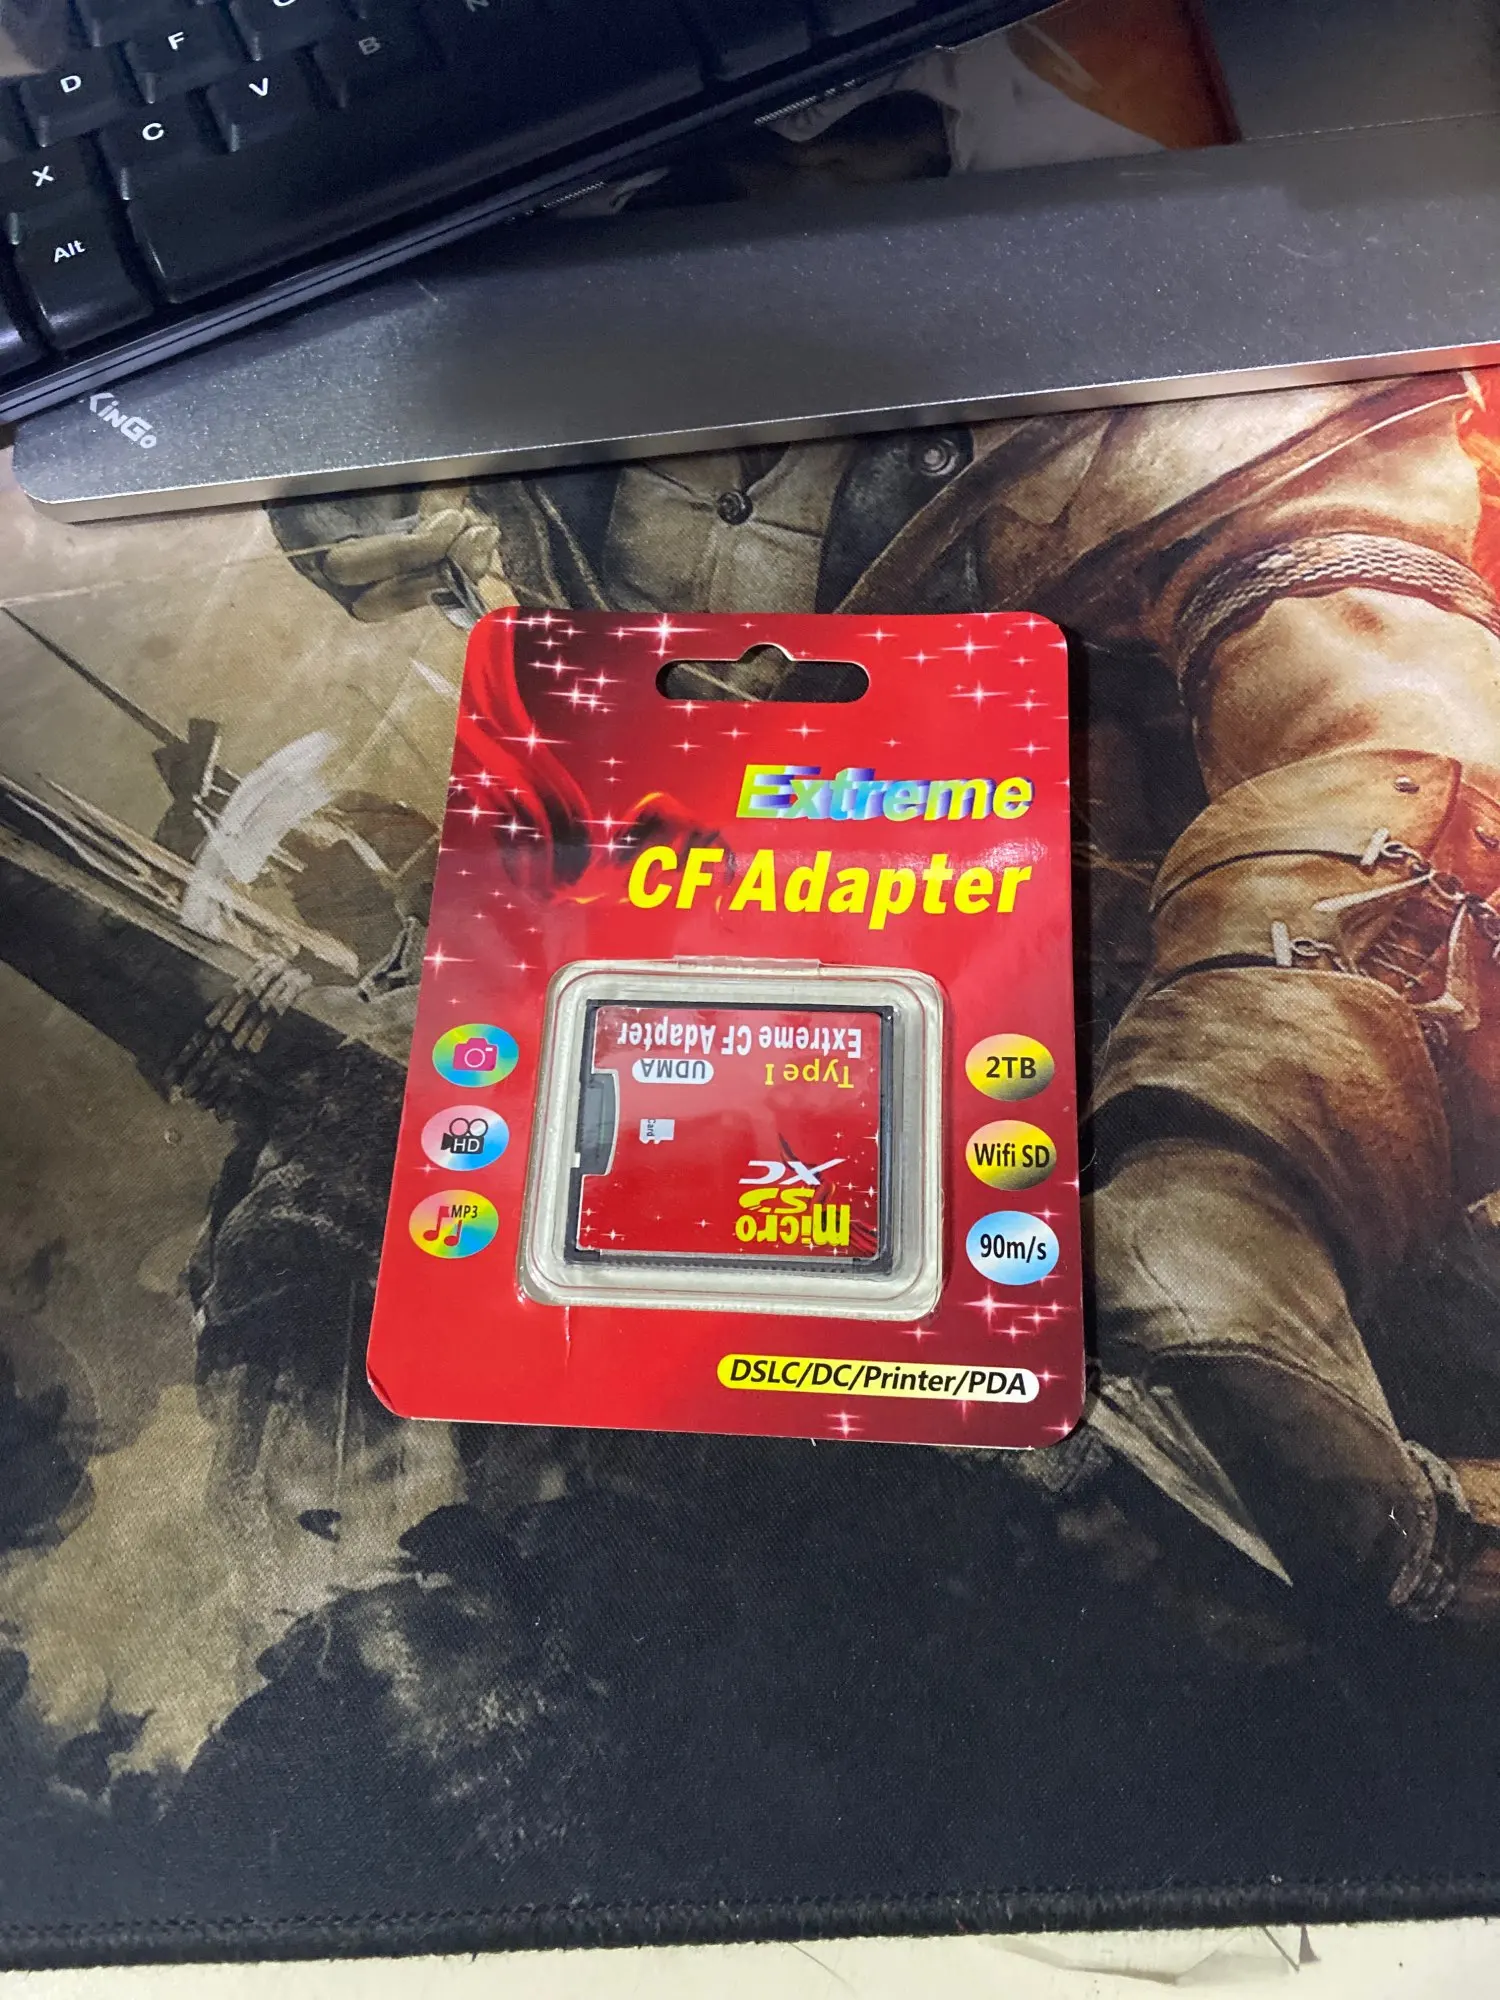 F
D
B
V
C
X
Alt
KinGo
Extreme
CF Adapter
Extreme CF Adapter
Type I
UDMA
Card
micro
SD
XC
HD
MP3
2TB
Wifi SD
90m/s
DSLC/DC/Printer/PDA